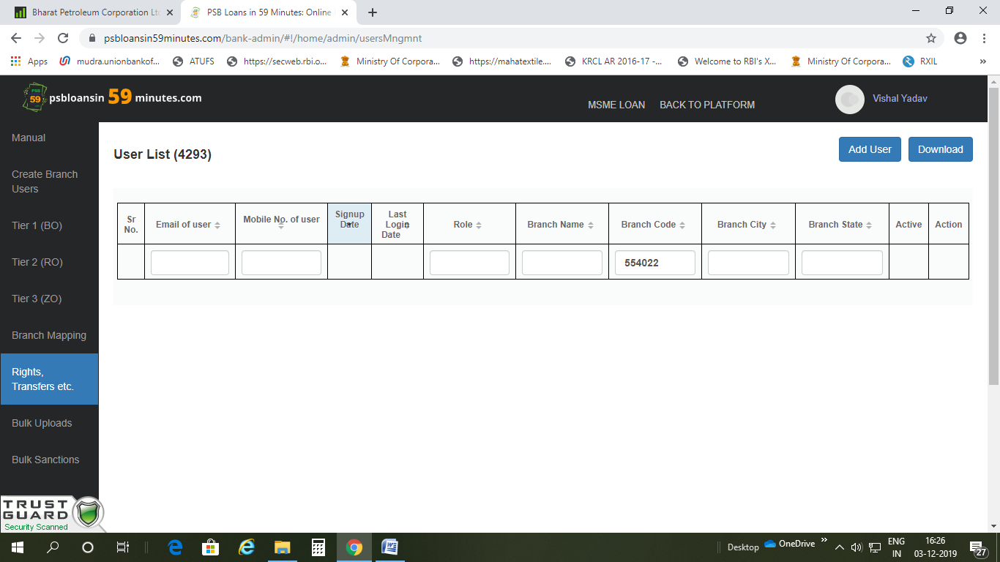 Bharat Petroleum Corporation Lt
PSB Loans in 59 Minutes: Online
psbloansin59minutes.com/bank-admin/#!/home/admin/usersMngmnt
Apps
mudra.unionbankof...
ATUFS
https://secweb.rbi.o...
Ministry Of Corpora...
https://mahatextile....
KRCL AR 2016-17 -...
Welcome to RBI's X...
Ministry Of Corpora...
RXIL
»
PSB
59
psbloansin 59 minutes.com
MSME LOAN
BACK TO PLATFORM
Vishal Yadav
Manual
Create Branch
Users
Tier 1 (BO)
Tier 2 (RO)
Tier 3 (ZO)
Branch Mapping
Rights,
Transfers etc.
Bulk Uploads
Bulk Sanctions
User List (4293)
Add User
Download
Sr
No.
Email of user
Mobile No. of user
Signup
Date
Last
Login
Date
Role
Branch Name
Branch Code
Branch City
Branch State
Active
Action
554022
TRUST
GUARD
Security Scanned
Desktop
OneDrive
»
ENG
IN
16:26
03-12-2019
27